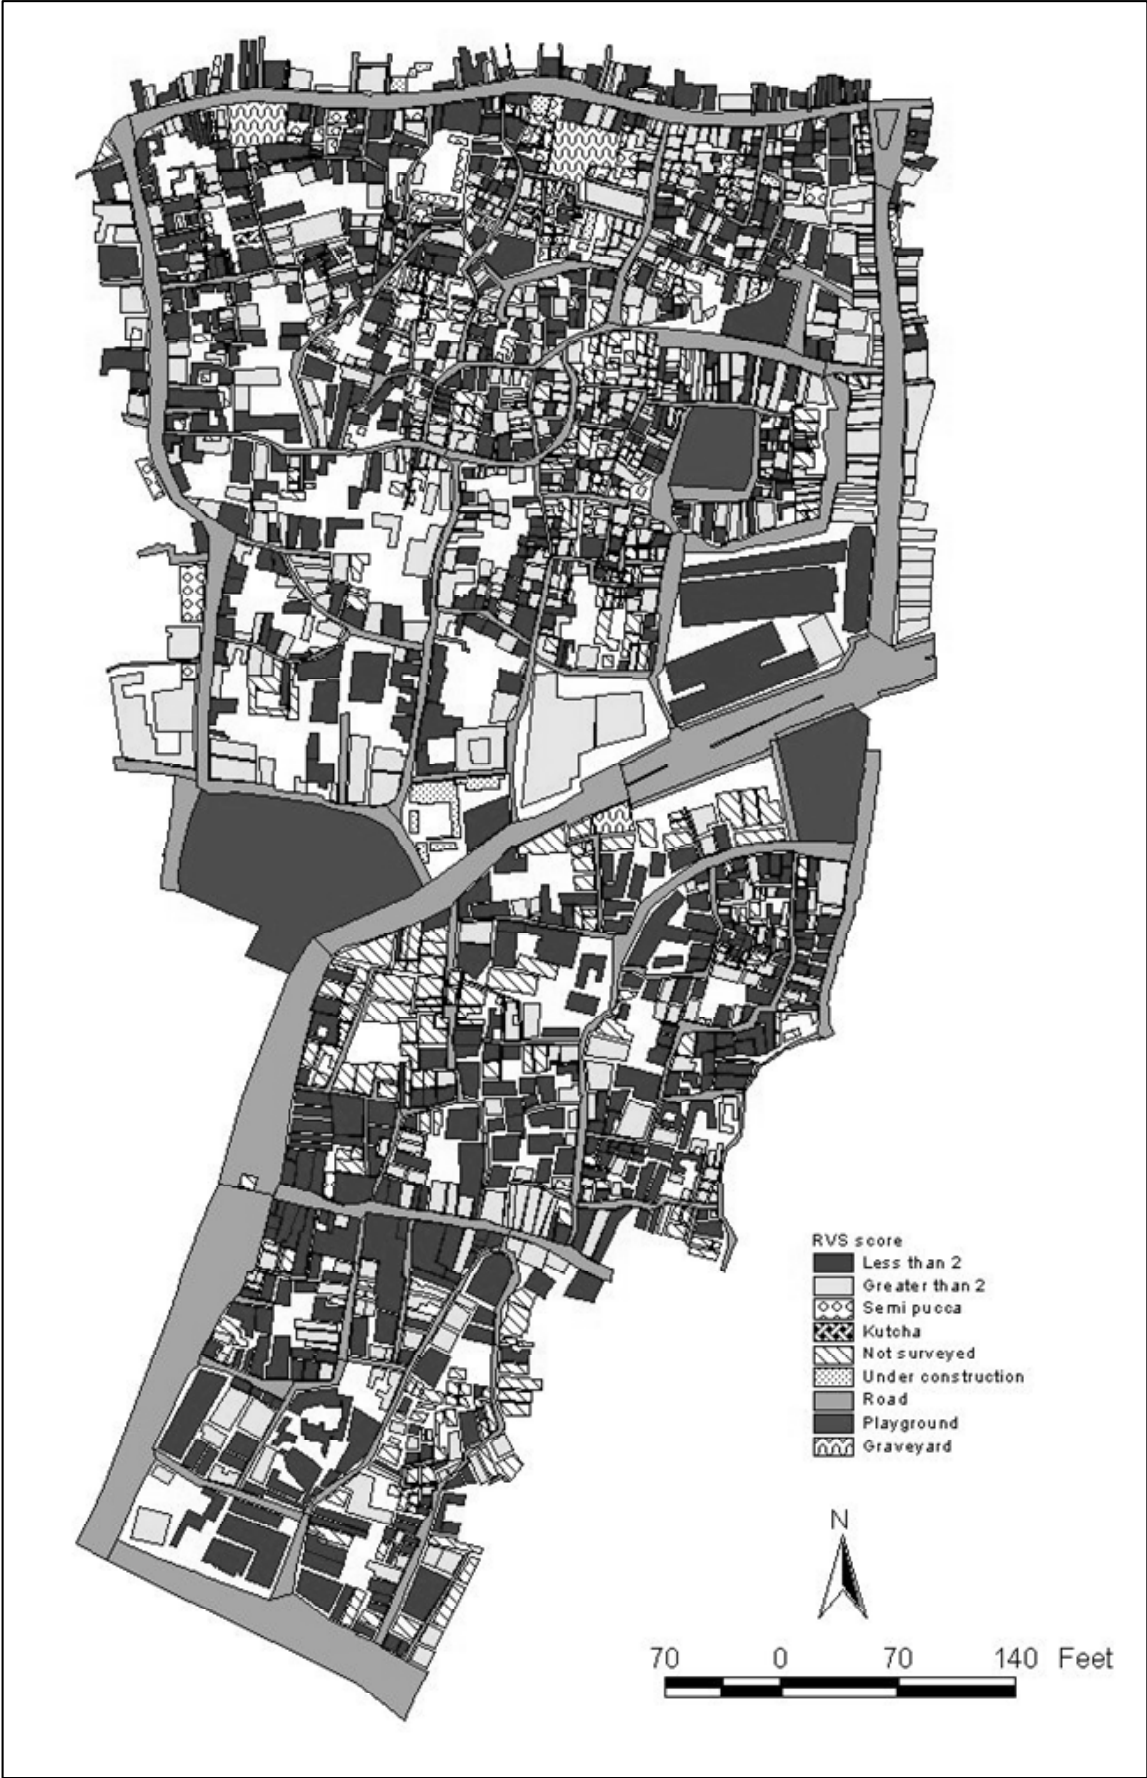 RVS score
Less than 2
Greater than 2
Semi pucca
Kutcha
Not surveyed
Under construction
Road
Playground
Graveyard
N
70 0 70 140 Feet